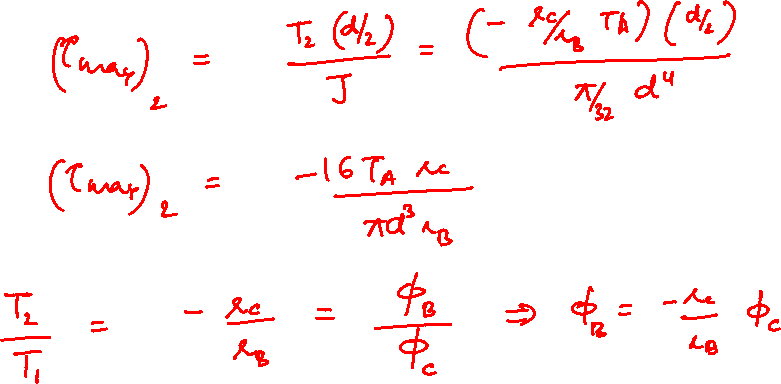 (τmax)₂ = T₂ (d/2) / J = (- rc/rB TA) (d/2) / (π/32 d⁴)
(τmax)₂ = -16 TA rc / (πd³ rB)
T₂/T₁ = - rc/rB = ϕB/ϕC ⇒ ϕB = -rc/rB ϕC